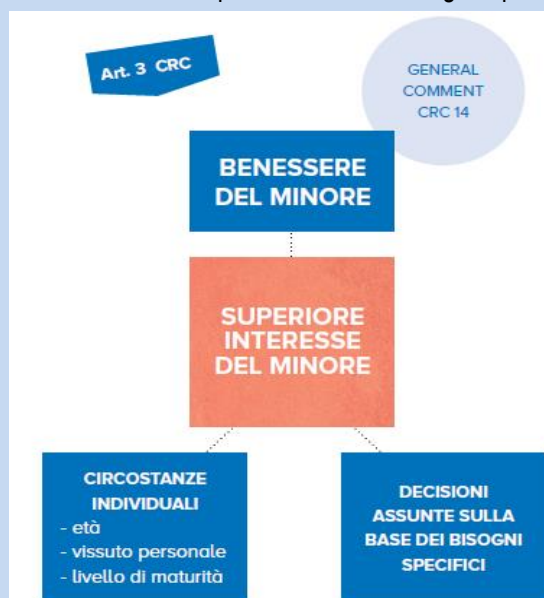 Art. 3 CRC
GENERAL
COMMENT
CRC 14
BENESSERE
DEL MINORE
SUPERIORE
INTERESSE
DEL MINORE
CIRCOSTANZE
INDIVIDUALI
- età
- vissuto personale
- livello di maturità
DECISIONI
ASSUNTE SULLA
BASE DEI BISOGNI
SPECIFICI